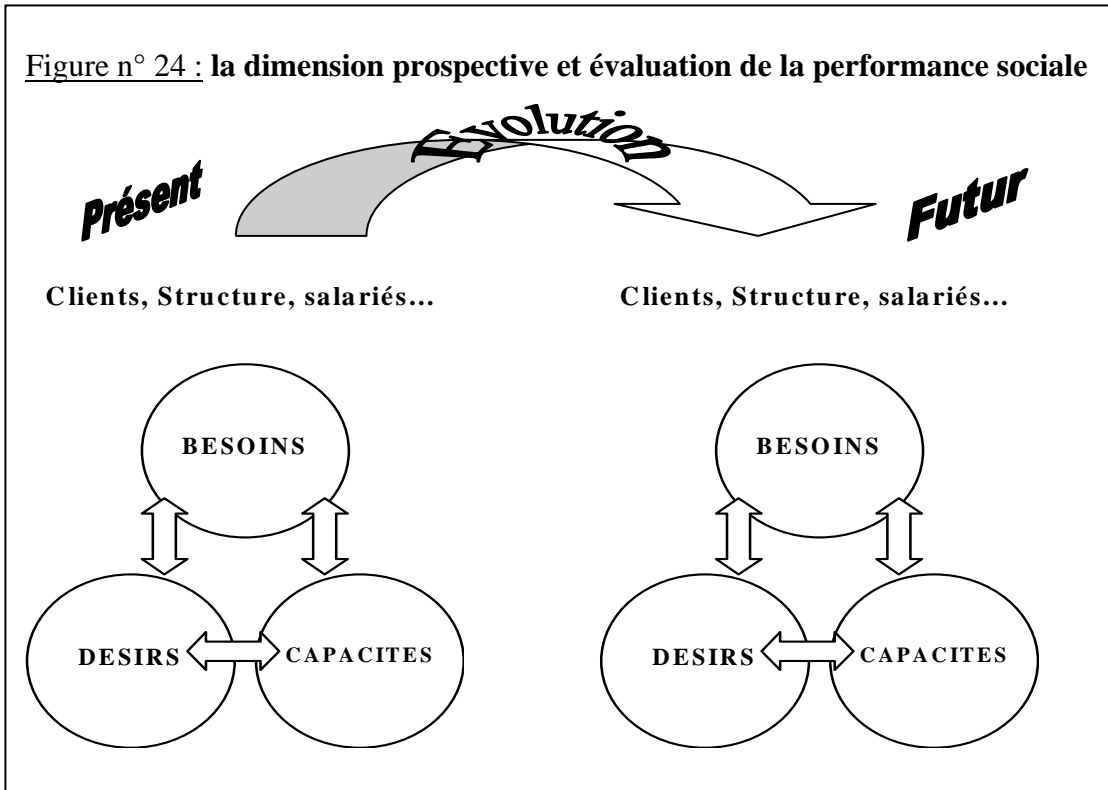 Figure n° 24 : la dimension prospective et évaluation de la performance sociale
Evolution
Présent
Futur
Clients, Structure, salariés...
Clients, Structure, salariés...
BESOINS
BESOINS
DESIRS
CAPACITES
DESIRS
CAPACITES